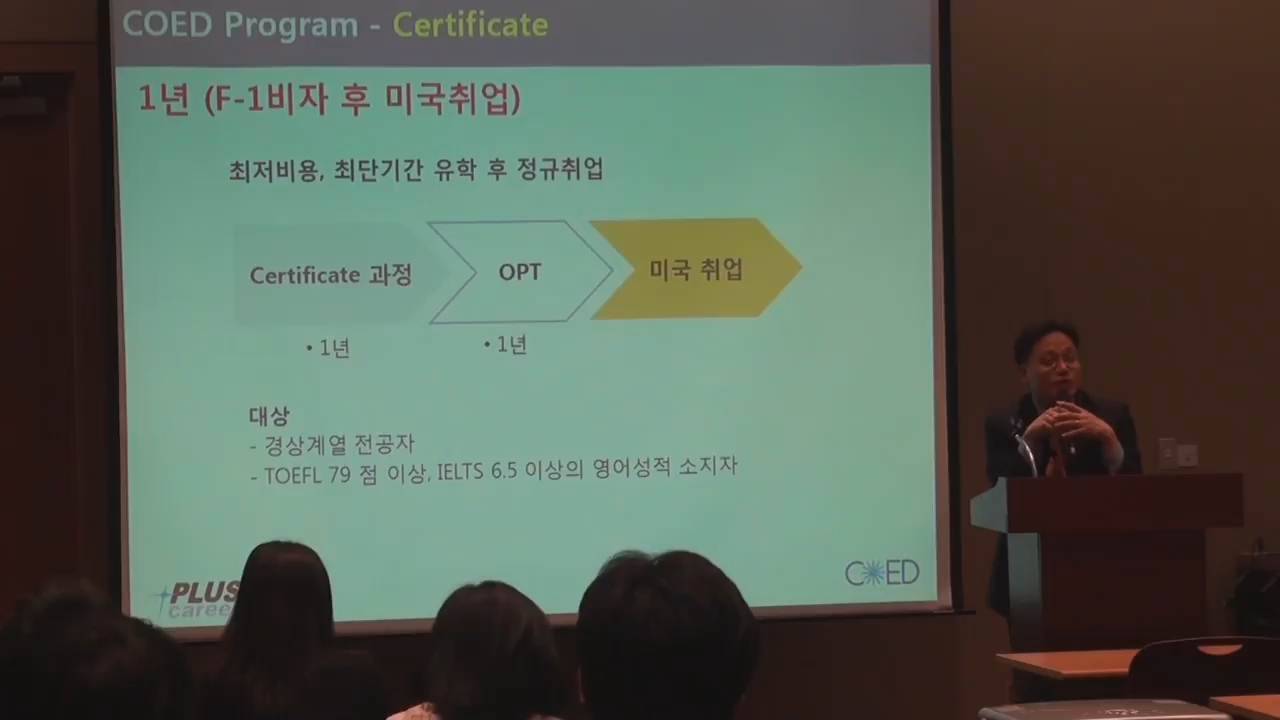 COED Program - Certificate
1년 (F-1비자 후 미국취업)
최저비용, 최단기간 유학 후 정규취업
Certificate 과정
OPT
미국 취업
• 1년
• 1년
대상
- 경상계열 전공자
- TOEFL 79 점 이상, IELTS 6.5 이상의 영어성적 소지자
PLUS
career
COED